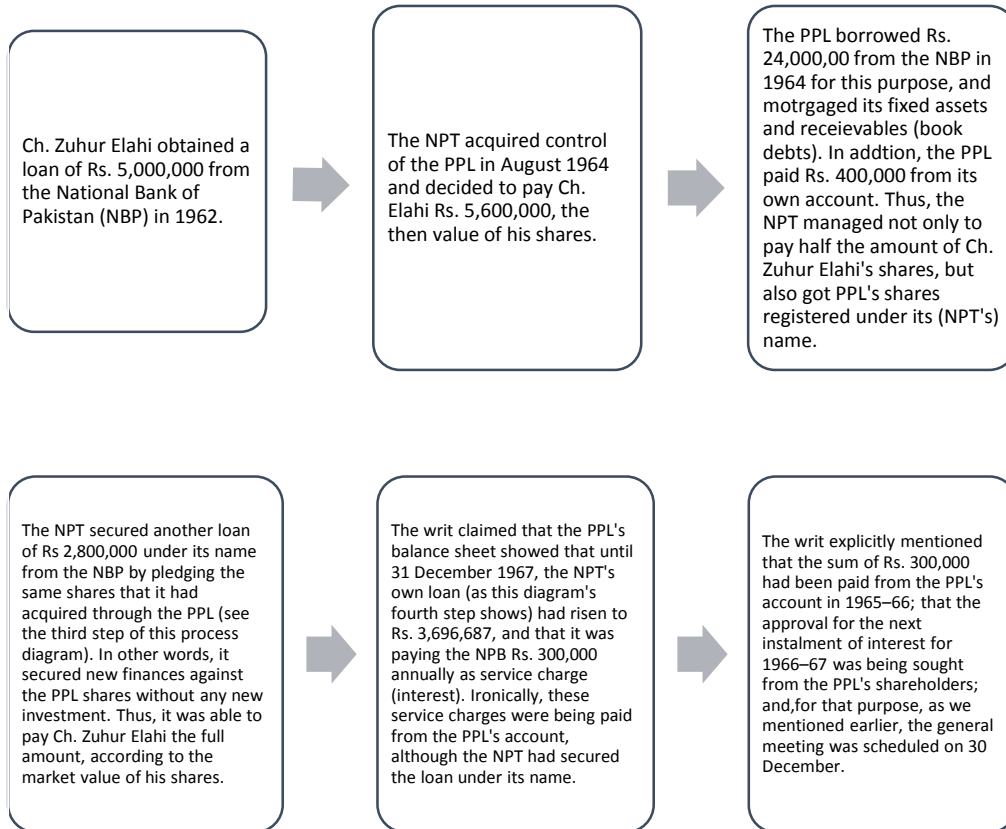 Ch. Zuhur Elahi obtained a
loan of Rs. 5,000,000 from
the National Bank of
Pakistan (NBP) in 1962.
The NPT acquired control
of the PPL in August 1964
and decided to pay Ch.
Elahi Rs. 5,600,000, the
then value of his shares.
The PPL borrowed Rs.
24,000,00 from the NBP in
1964 for this purpose, and
motrgaged its fixed assets
and receievables (book
debts). In addtion, the PPL
paid Rs. 400,000 from its
own account. Thus, the
NPT managed not only to
pay half the amount of Ch.
Zuhur Elahi's shares, but
also got PPL's shares
registered under its (NPT's)
name.
The NPT secured another loan
of Rs 2,800,000 under its name
from the NBP by pledging the
same shares that it had
acquired through the PPL (see
the third step of this process
diagram). In other words, it
secured new finances against
the PPL shares without any new
investment. Thus, it was able to
pay Ch. Zuhur Elahi the full
amount, according to the
market value of his shares.
The writ claimed that the PPL's
balance sheet showed that until
31 December 1967, the NPT's
own loan (as this diagram's
fourth step shows) had risen to
Rs. 3,696,687, and that it was
paying the NPB Rs. 300,000
annually as service charge
(interest). Ironically, these
service charges were being paid
from the PPL's account,
although the NPT had secured
the loan under its name.
The writ explicitly mentioned
that the sum of Rs. 300,000
had been paid from the PPL's
account in 1965–66; that the
approval for the next
instalment of interest for
1966–67 was being sought
from the PPL's shareholders;
and,for that purpose, as we
mentioned earlier, the general
meeting was scheduled on 30
December.